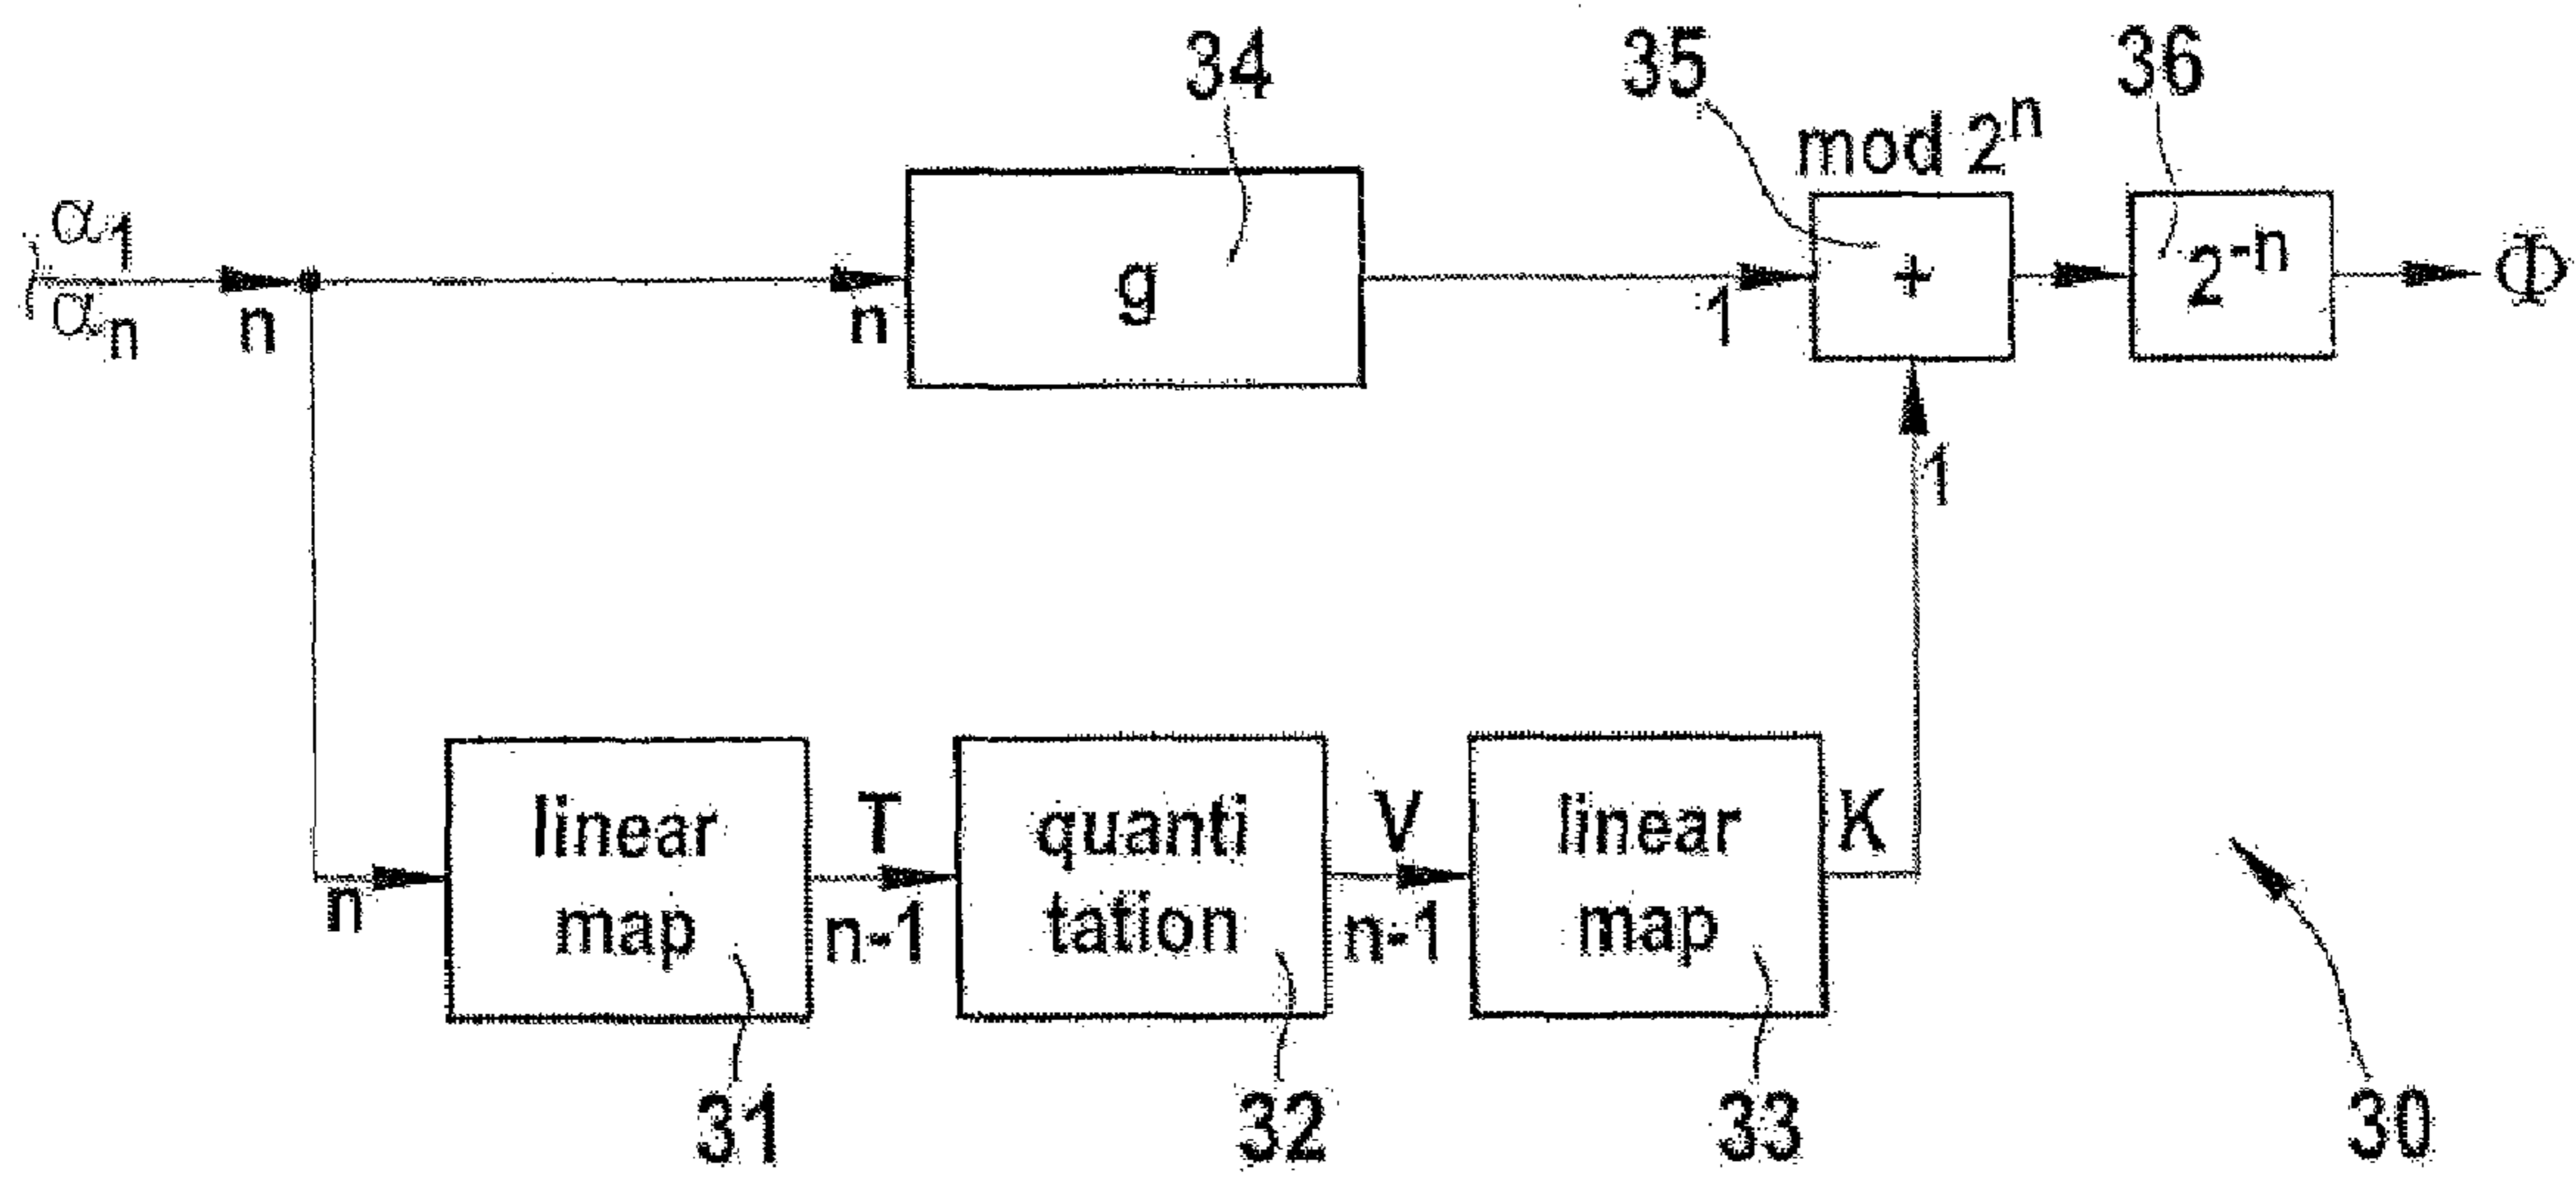 34
35
36
mod 2^n
α1
αn
n
n
g
1
+
2^-n
Φ
1
linear map
T
quanti tation
V
linear map
K
n
n-1
n-1
31
32
33
30